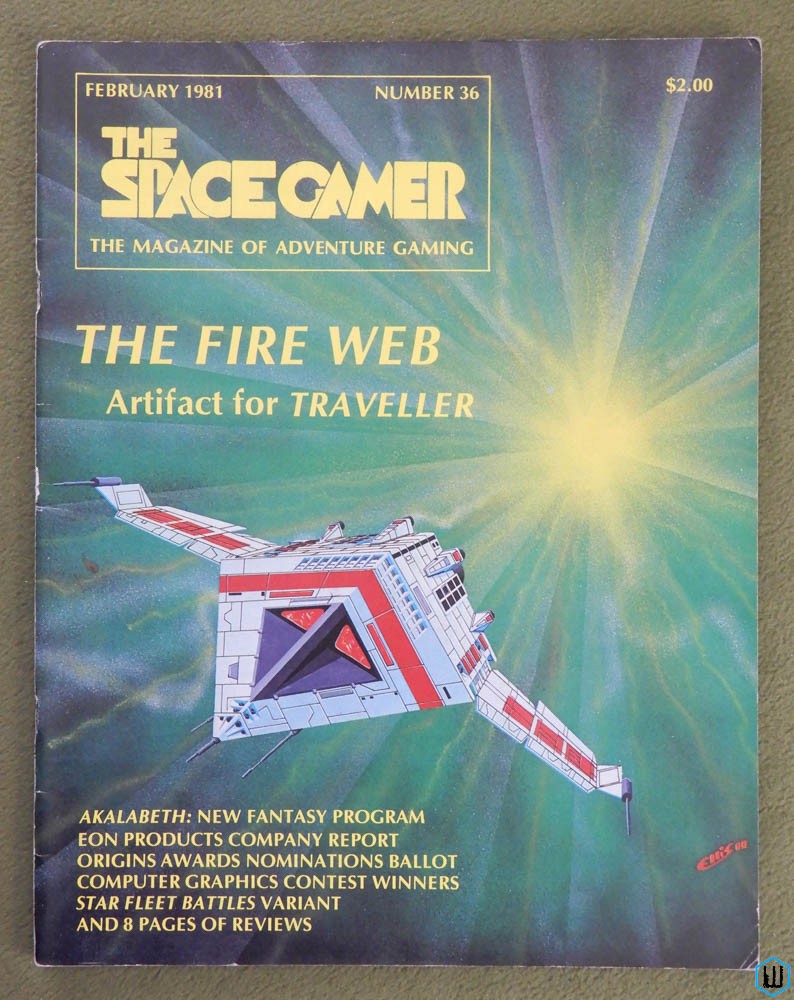 FEBRUARY 1981 NUMBER 36
$2.00
THE
SPACE GAMER
THE MAGAZINE OF ADVENTURE GAMING
THE FIRE WEB
Artifact for TRAVELLER
AKALABETH: NEW FANTASY PROGRAM
EON PRODUCTS COMPANY REPORT
ORIGINS AWARDS NOMINATIONS BALLOT
COMPUTER GRAPHICS CONTEST WINNERS
STAR FLEET BATTLES VARIANT
AND 8 PAGES OF REVIEWS
Ellis 80
W